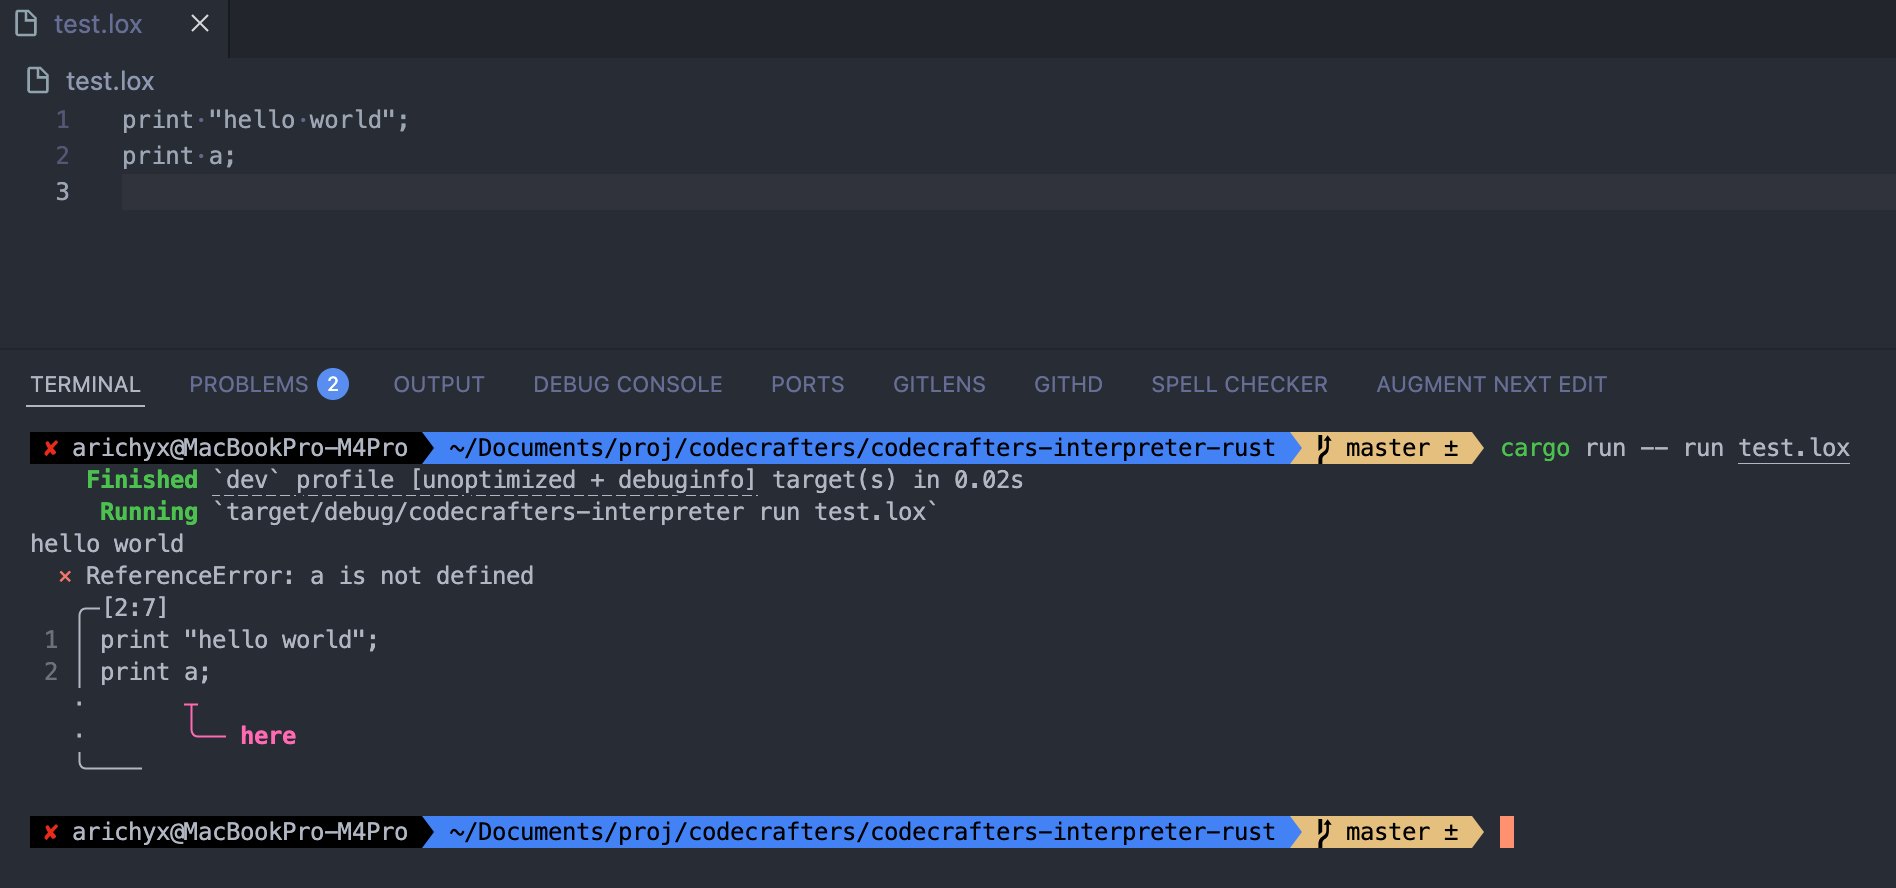 test.lox
test.lox
1 print·"hello·world";
2 print·a;
3
TERMINAL PROBLEMS 2 OUTPUT DEBUG CONSOLE PORTS GITLENS GITHD SPELL CHECKER AUGMENT NEXT EDIT
✘ arichyx@MacBookPro-M4Pro ~/Documents/proj/codecrafters/codecrafters-interpreter-rust master ± cargo run -- run test.lox
Finished `dev` profile [unoptimized + debuginfo] target(s) in 0.02s
Running `target/debug/codecrafters-interpreter run test.lox`
hello world
× ReferenceError: a is not defined
╭─[2:7]
1 │ print "hello world";
2 │ print a;
· ┬
· ╰── here
╰────
✘ arichyx@MacBookPro-M4Pro ~/Documents/proj/codecrafters/codecrafters-interpreter-rust master ±